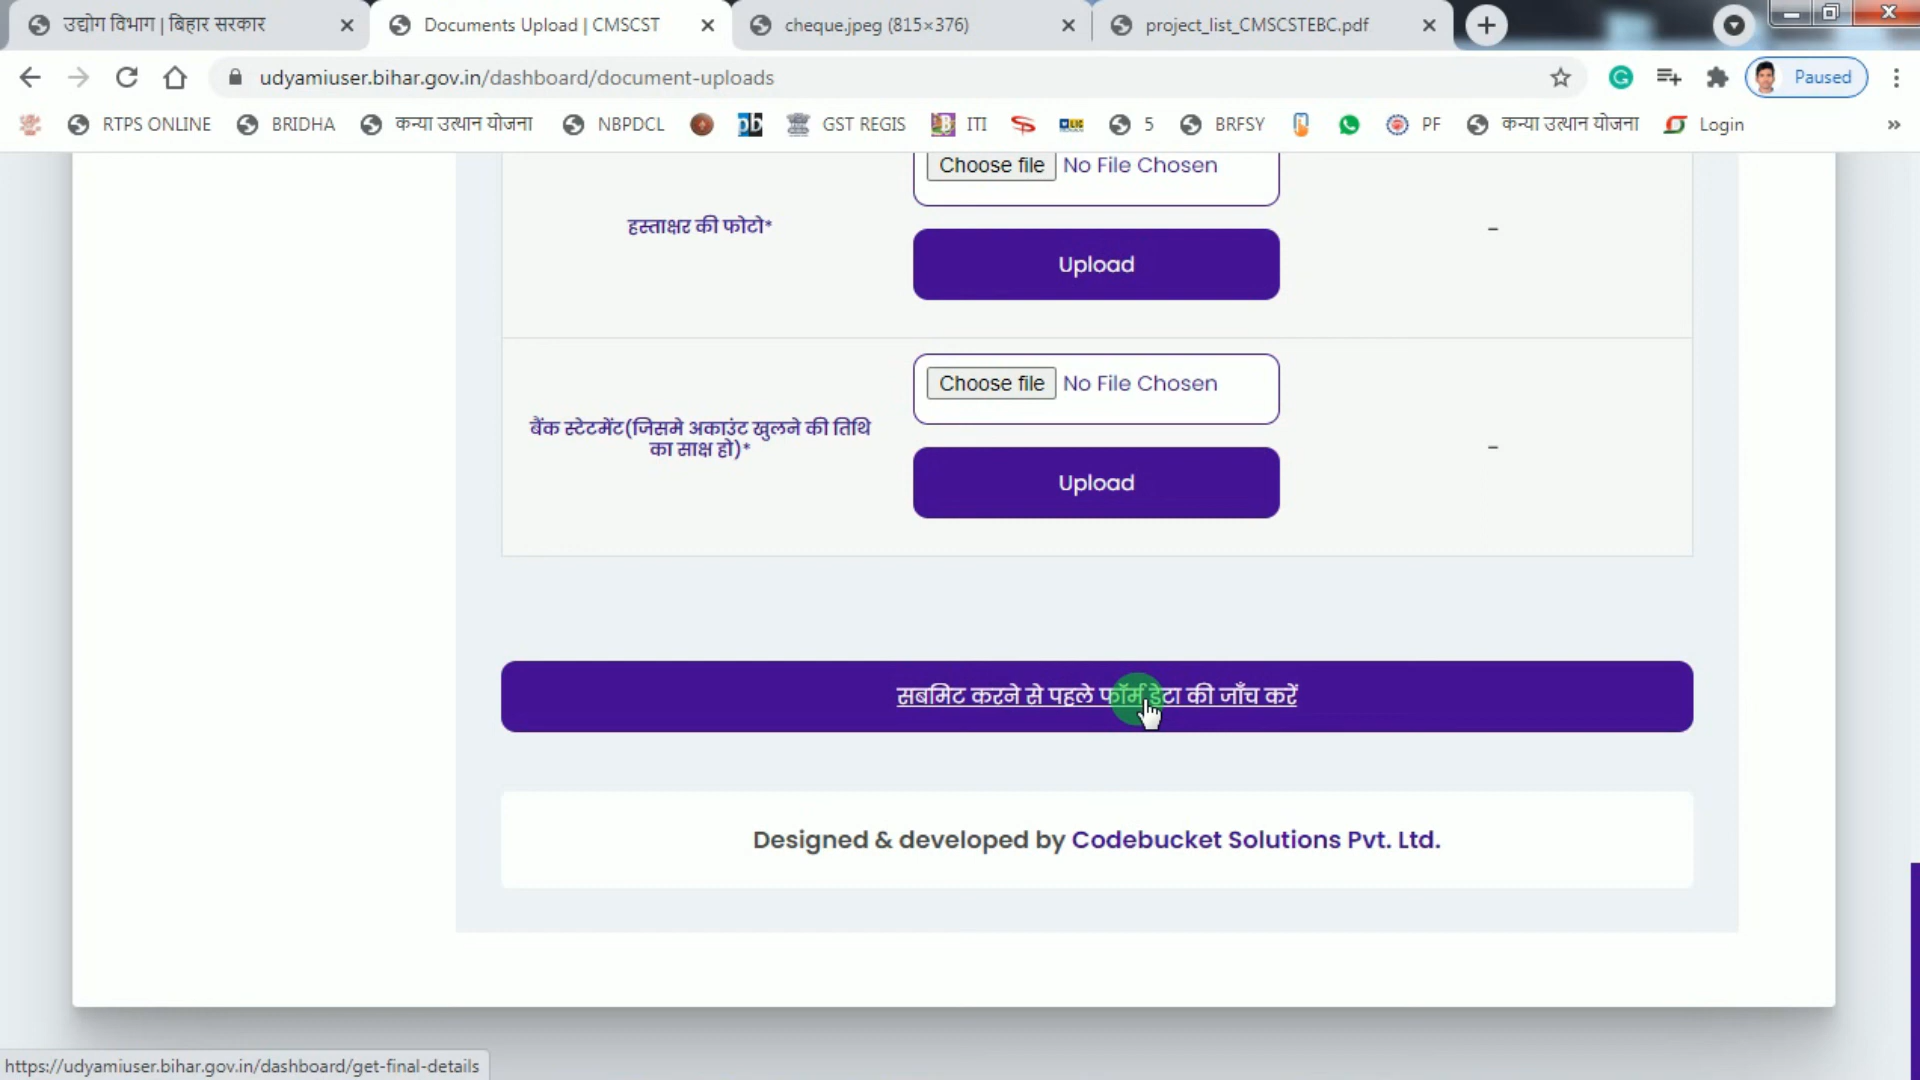 उद्योग विभाग | बिहार सरकार
Documents Upload | CMSCST
cheque.jpeg (815×376)
project_list_CMSCSTEBC.pdf
udyamiuser.bihar.gov.in/dashboard/document-uploads
Paused
RTPS ONLINE
BRIDHA
कन्या उत्थान योजना
NBPDCL
pb
GST REGIS
ITI
LIC
5
BRFSY
PF
कन्या उत्थान योजना
Login
Choose file No File Chosen
हस्ताक्षर की फोटो*
-
Upload
Choose file No File Chosen
बैंक स्टेटमेंट(जिसमे अकाउंट खुलने की तिथि
का साक्ष हो)*
-
Upload
सबमिट करने से पहले फॉर्म डेटा की जाँच करें
Designed & developed by Codebucket Solutions Pvt. Ltd.
https://udyamiuser.bihar.gov.in/dashboard/get-final-details